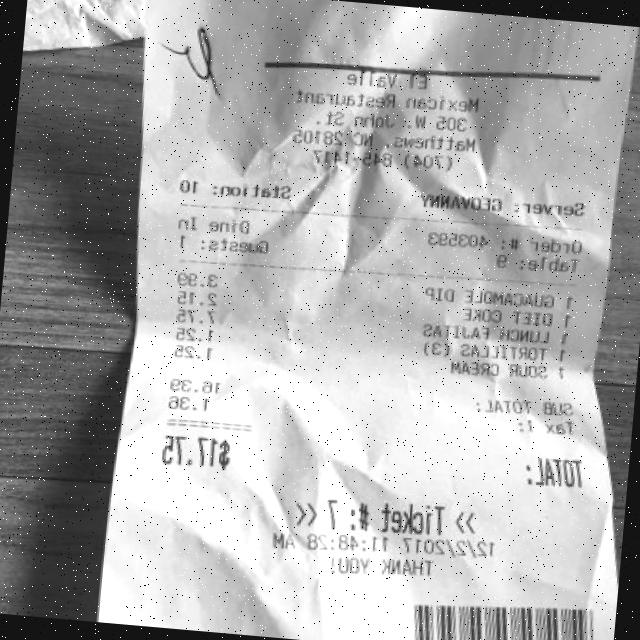 El Valle
Mexican Restaurant
305 W. John St.
Matthews, NC 28105
(704) 845-1417
Server: GEOVANNY Station: 10
Order #: 403593 Dine In
Table: 9 Guests: 1
1 GUACAMOLE DIP 3.99
1 DIET COKE 2.15
1 LUNCH FAJITAS 7.75
1 TORTILLAS (3) 1.25
1 SOUR CREAM 1.25
SUB TOTAL: 16.39
Tax 1: 1.36
=========
TOTAL: $17.75
>> Ticket #: 7 <<
12/2/2017 11:48:28 AM
THANK YOU!